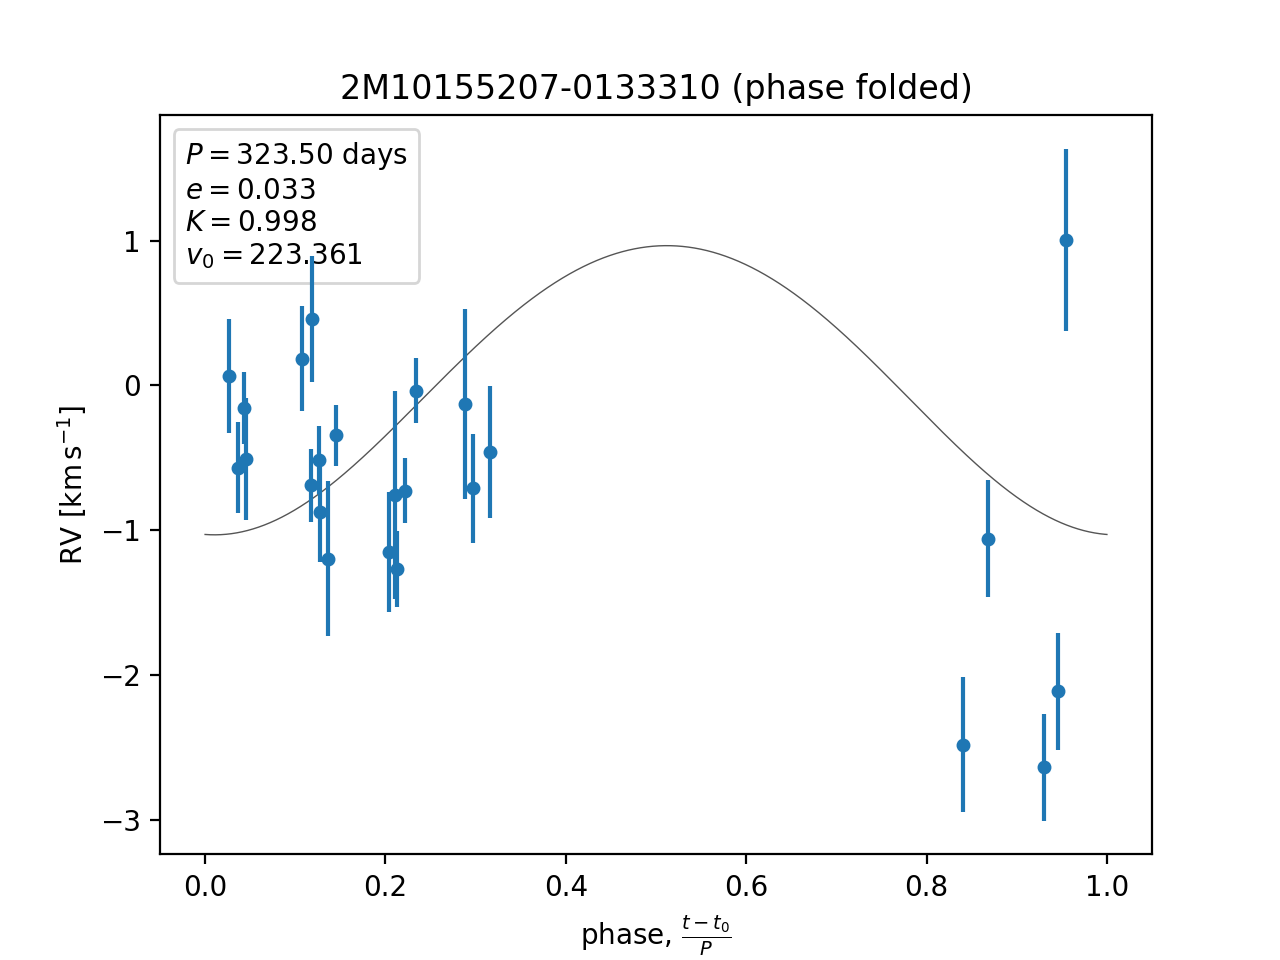 2M10155207-0133310 (phase folded)
P = 323.50 days
e = 0.033
K = 0.998
v₀ = 223.361
1
0
−1
−2
−3
RV [km s⁻¹]
0.0 0.2 0.4 0.6 0.8 1.0
phase, (t − t₀)/P